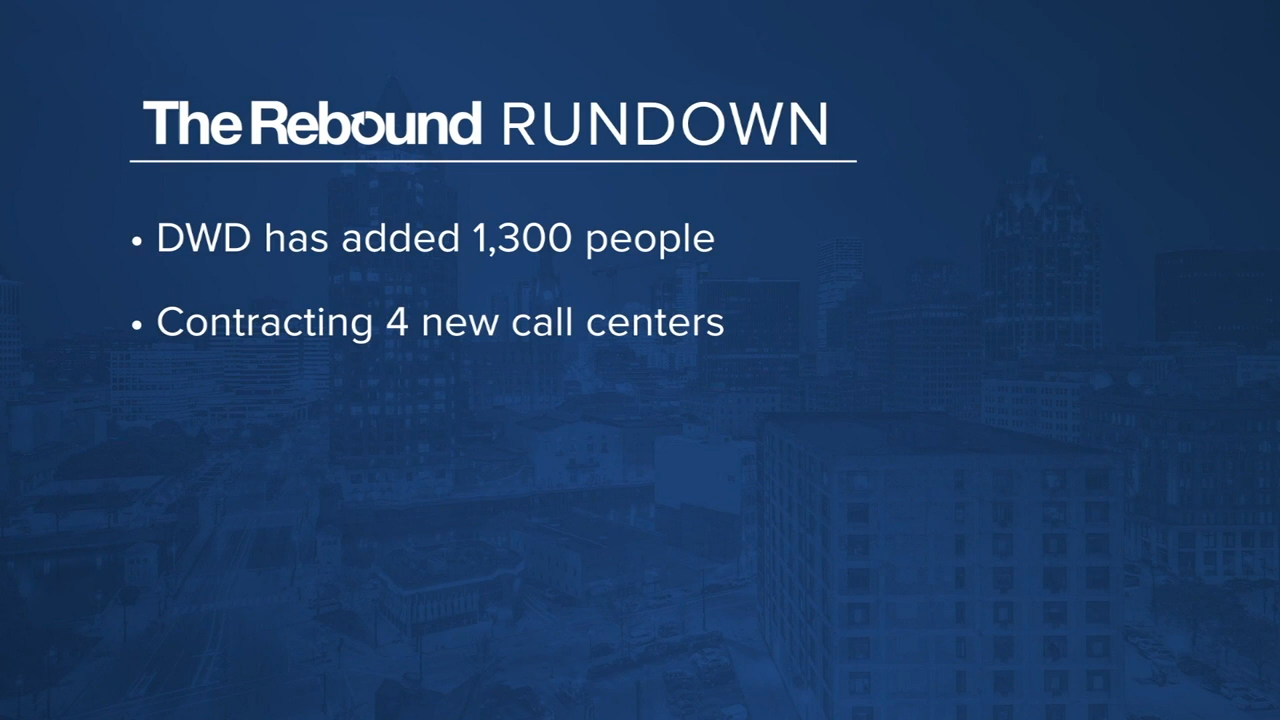 The Rebound RUNDOWN
• DWD has added 1,300 people
• Contracting 4 new call centers